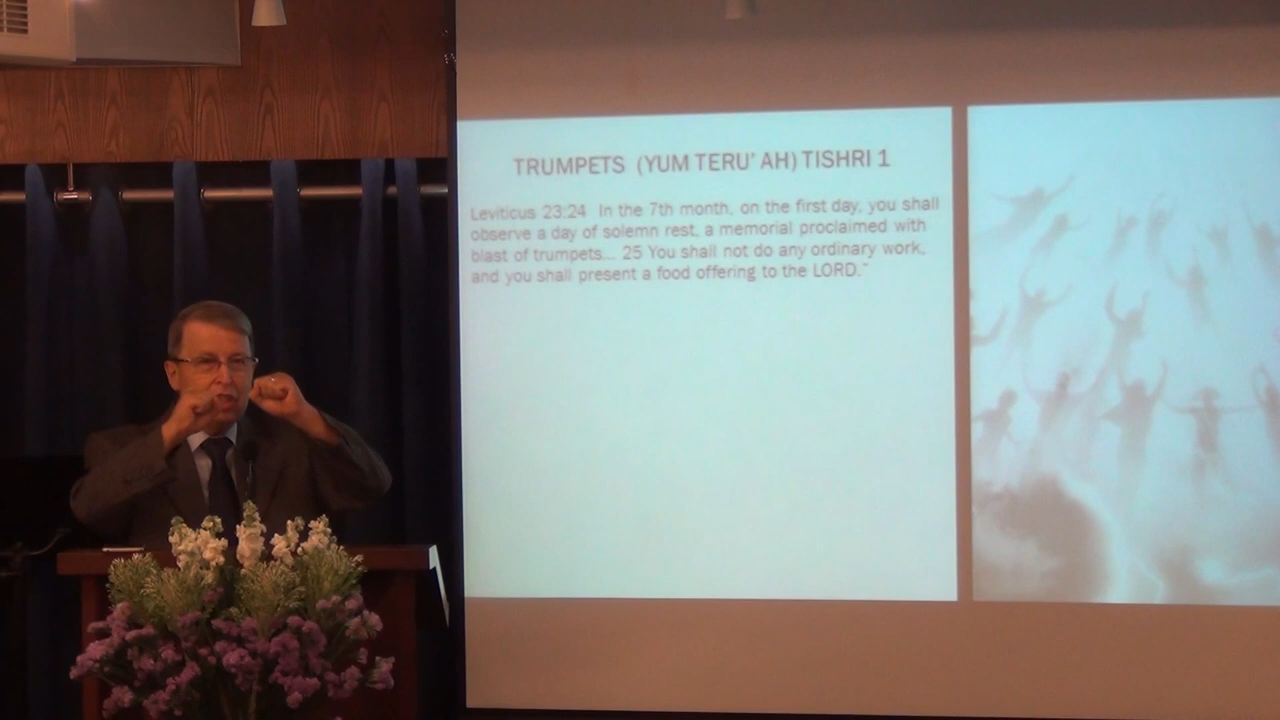 TRUMPETS (YUM TERU' AH) TISHRI 1
Leviticus 23:24 In the 7th month, on the first day, you shall
observe a day of solemn rest, a memorial proclaimed with
blast of trumpets... 25 You shall not do any ordinary work,
and you shall present a food offering to the LORD."